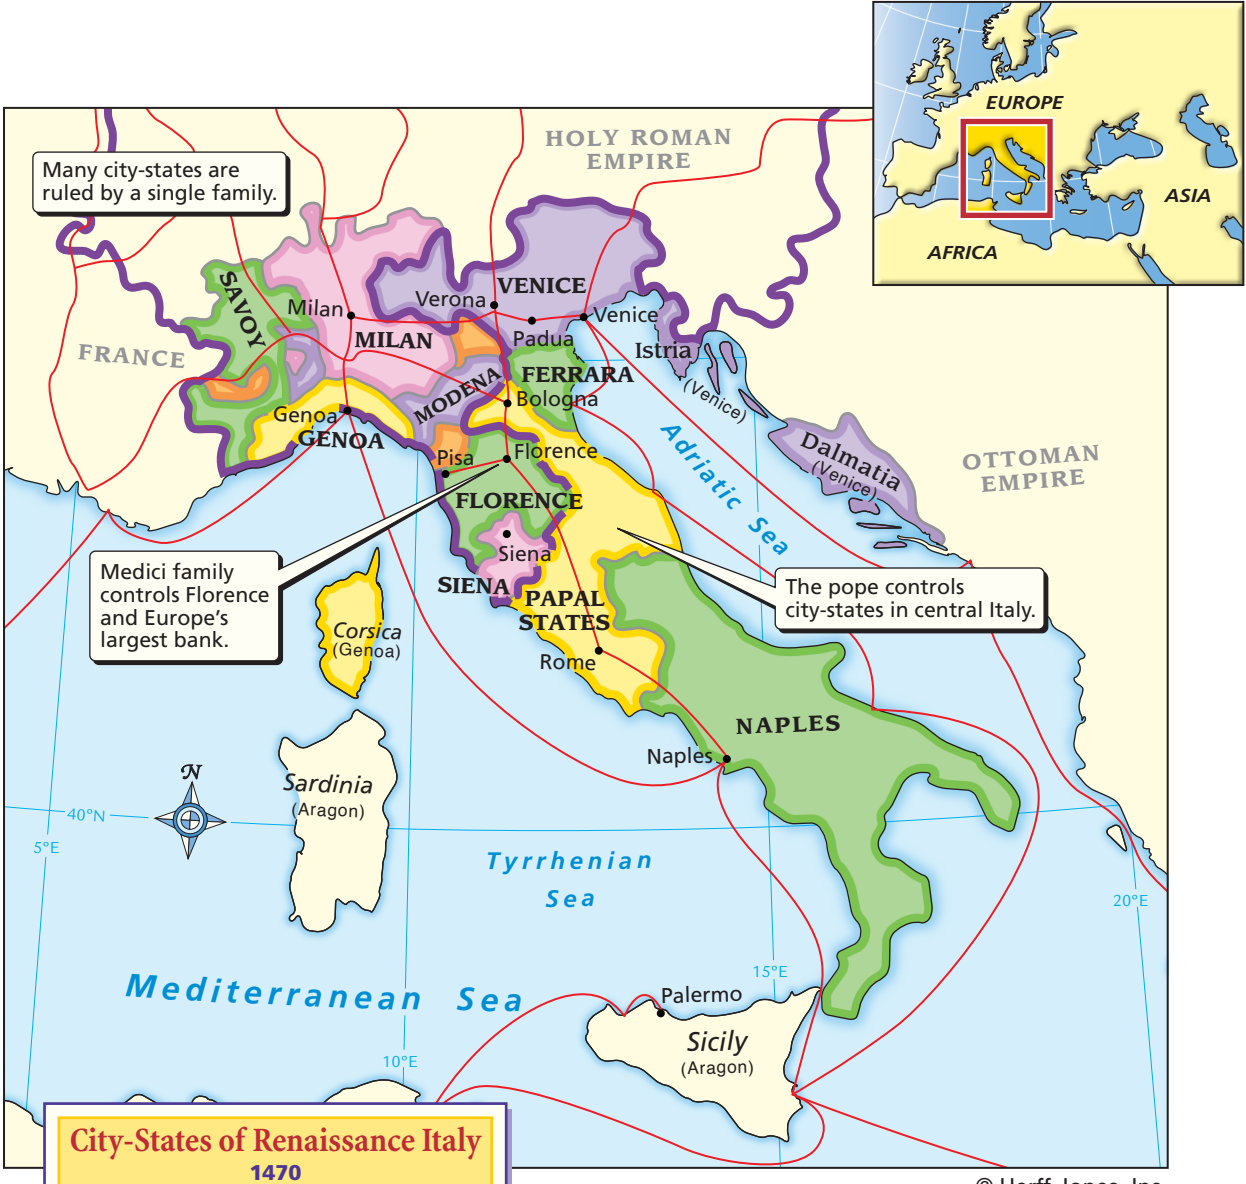 EUROPE
ASIA
AFRICA
HOLY ROMAN
EMPIRE
Many city-states are
ruled by a single family.
SAVOY
FRANCE
Milan
MILAN
Verona
VENICE
Padua
Venice
Istria
(Venice)
FERRARA
MODENA
Bologna
Genoa
GENOA
Pisa
Florence
FLORENCE
Siena
SIENA
Adriatic Sea
Dalmatia
(Venice)
OTTOMAN
EMPIRE
Medici family
controls Florence
and Europe's
largest bank.
The pope controls
city-states in central Italy.
PAPAL
STATES
Rome
Corsica
(Genoa)
NAPLES
Naples
N
Sardinia
(Aragon)
40°N
5°E
Tyrrhenian
Sea
20°E
15°E
Mediterranean Sea
Palermo
Sicily
(Aragon)
10°E
City-States of Renaissance Italy
1470